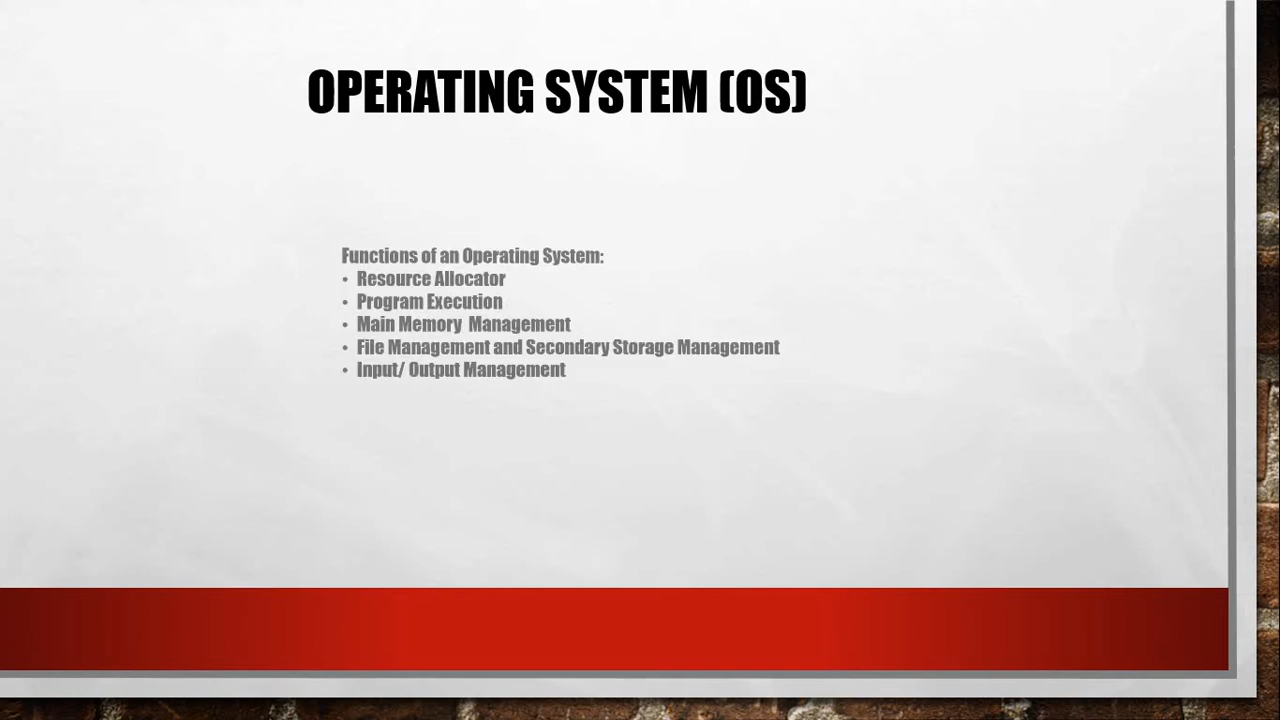 OPERATING SYSTEM (OS)
Functions of an Operating System:
• Resource Allocator
• Program Execution
• Main Memory  Management
• File Management and Secondary Storage Management
• Input/ Output Management